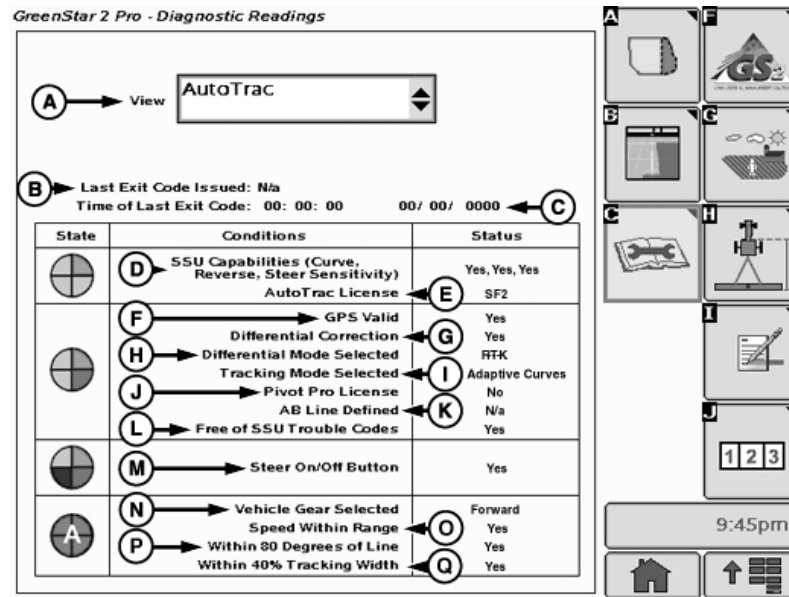 GreenStar 2 Pro - Diagnostic Readings
A View AutoTrac
B Last Exit Code Issued: N/a
Time of Last Exit Code: 00: 00: 00 00/ 00/ 0000 C
State Conditions Status
D SSU Capabilities (Curve,
Reverse, Steer Sensitivity) Yes, Yes, Yes
AutoTrac License E SF2
F GPS Valid Yes
Differential Correction G Yes
H Differential Mode Selected RTK
Tracking Mode Selected I Adaptive Curves
J Pivot Pro License No
AB Line Defined K N/a
L Free of SSU Trouble Codes Yes
M Steer On/Off Button Yes
N Vehicle Gear Selected Forward
A
Speed Within Range O Yes
P Within 80 Degrees of Line Yes
Within 40% Tracking Width Q Yes
A
F
GS2
B
G
C
H
I
J
1 2 3
9:45pm